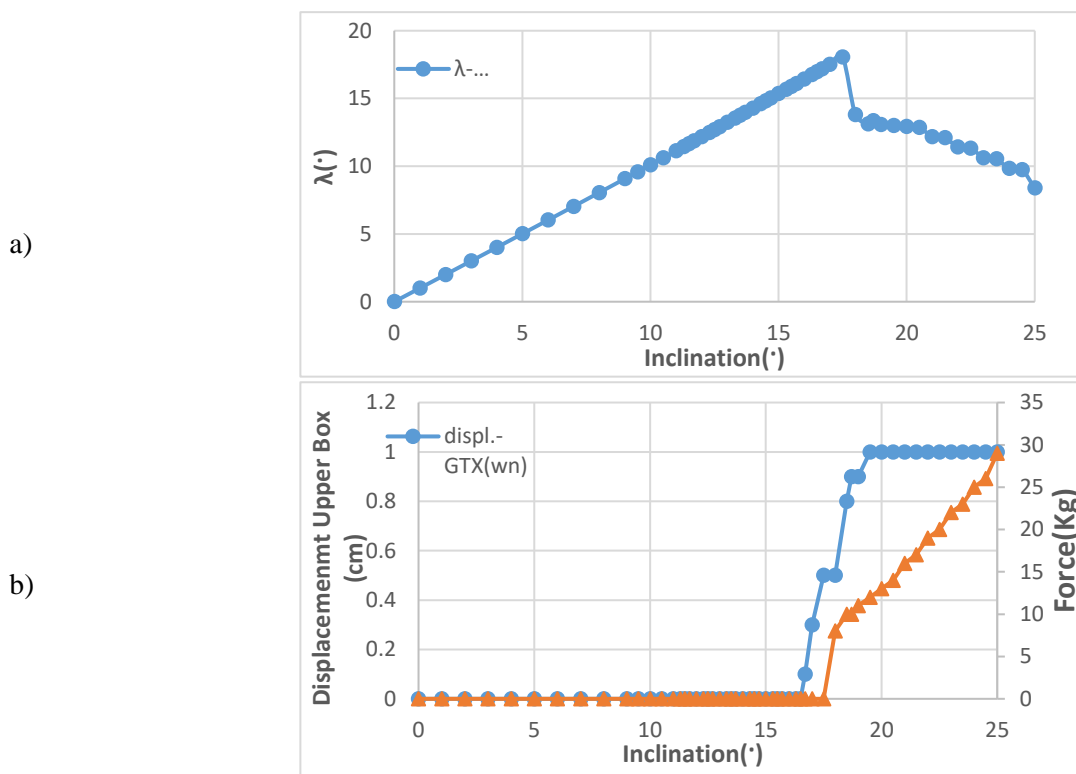 a)
20
15
10
5
0
λ(˙)
λ-...
0 5 10 15 20 25
Inclination(˙)
b)
1.2
1
0.8
0.6
0.4
0.2
0
Displacemenmt Upper Box
(cm)
displ.-
GTX(wn)
35
30
25
20
15
10
5
0
Force(Kg)
0 5 10 15 20 25
Inclination(˙)